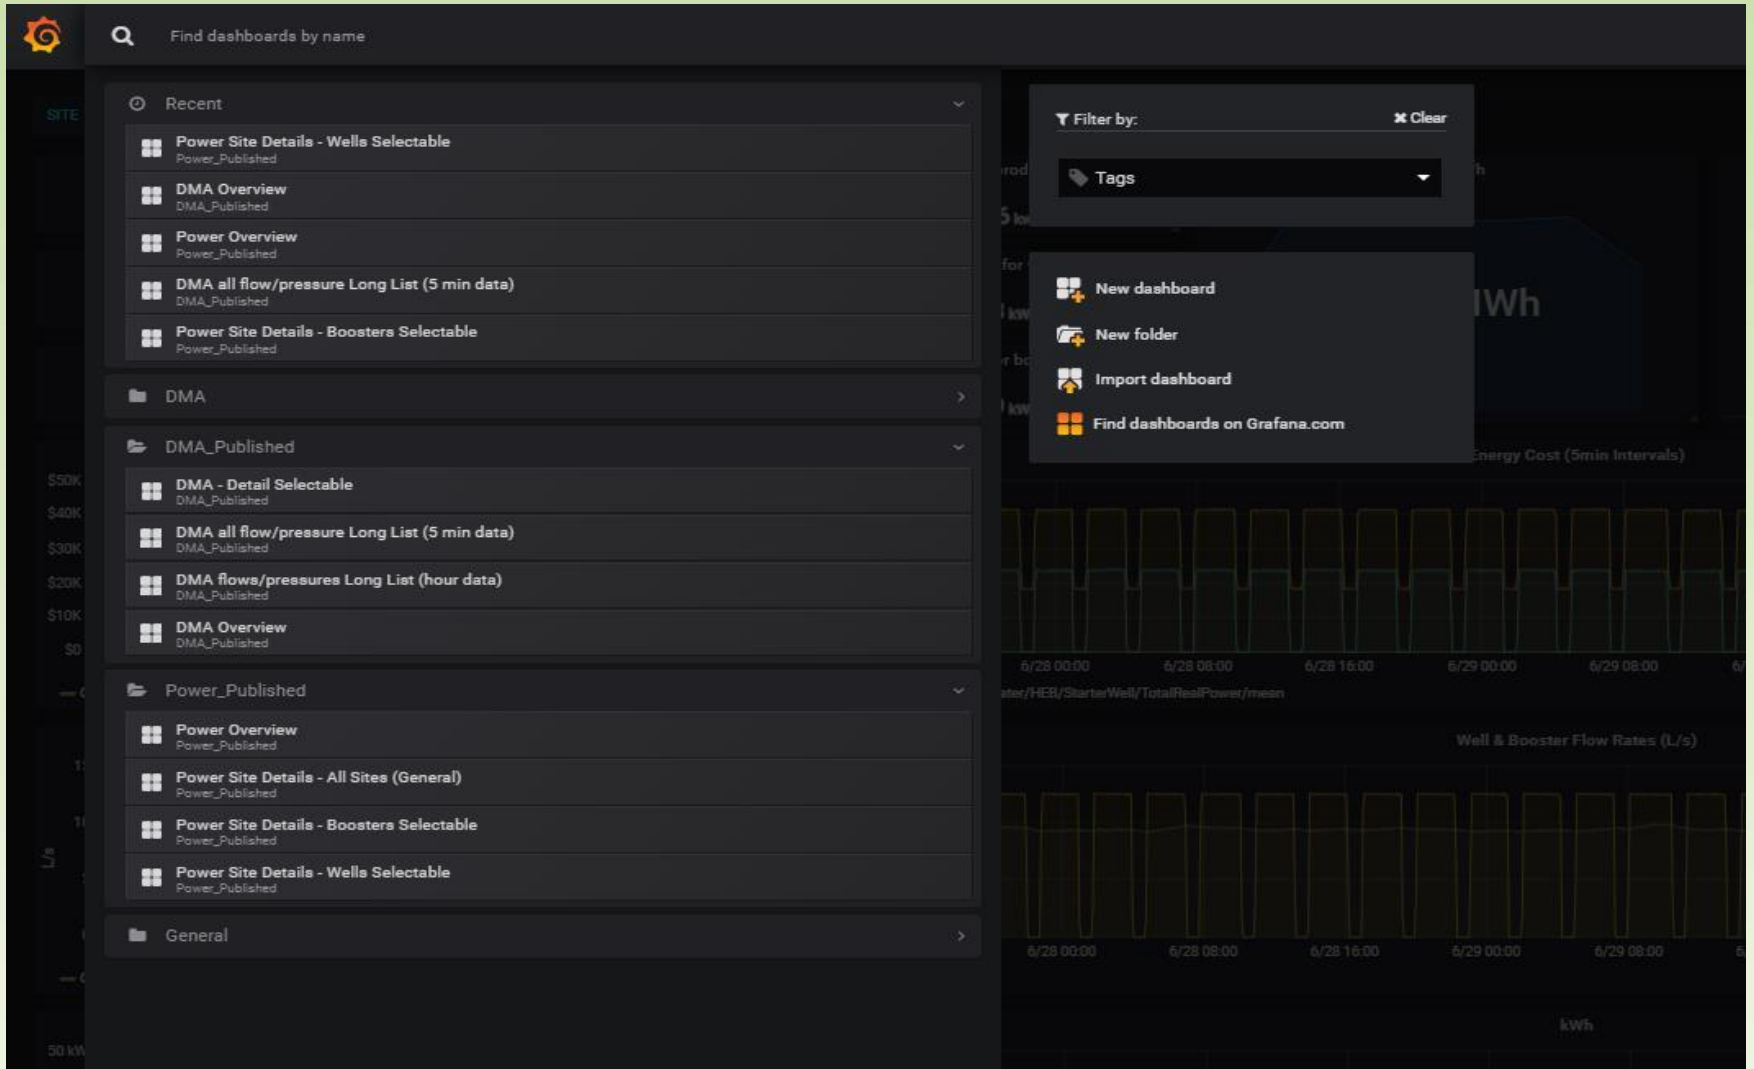 Find dashboards by name
Recent
Power Site Details - Wells Selectable
Power_Published
DMA Overview
DMA_Published
Power Overview
Power_Published
DMA all flow/pressure Long List (5 min data)
DMA_Published
Power Site Details - Boosters Selectable
Power_Published
DMA
DMA_Published
DMA - Detail Selectable
DMA_Published
DMA all flow/pressure Long List (5 min data)
DMA_Published
DMA flows/pressures Long List (hour data)
DMA_Published
DMA Overview
DMA_Published
Power_Published
Power Overview
Power_Published
Power Site Details - All Sites (General)
Power_Published
Power Site Details - Boosters Selectable
Power_Published
Power Site Details - Wells Selectable
Power_Published
General
Filter by:
Clear
Tags
New dashboard
New folder
Import dashboard
Find dashboards on Grafana.com
SITE
Energy Cost (5min Intervals)
$50K
$40K
$30K
$20K
$10K
$0
6/28 00:00 6/28 08:00 6/28 16:00 6/29 00:00 6/29 08:00
ater/HEB/StarterWell/TotalRealPower/mean
Well & Booster Flow Rates (L/s)
L/s
6/28 00:00 6/28 08:00 6/28 16:00 6/29 00:00 6/29 08:00
kWh